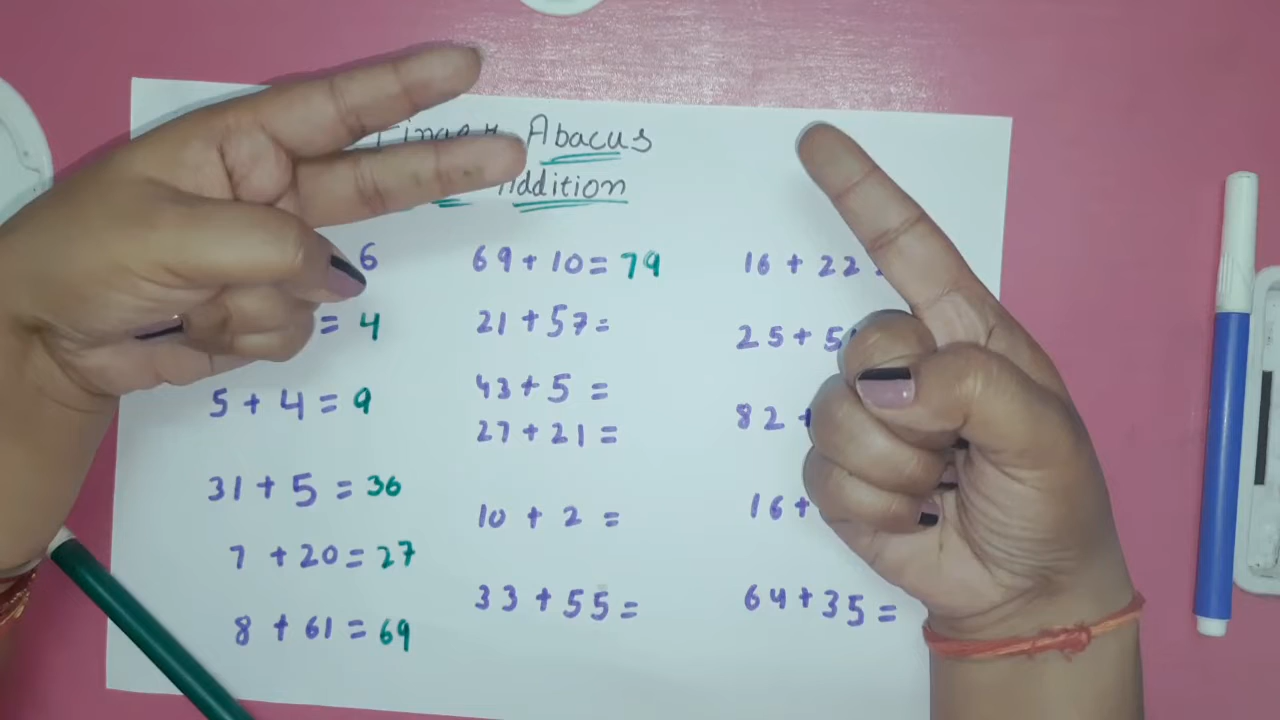 Abacus
Addition
6
= 4
5 + 4 = 9
31 + 5 = 36
7 + 20 = 27
8 + 61 = 69
69 + 10 = 79
21 + 57 =
43 + 5 =
27 + 21 =
10 + 2 =
33 + 55 =
16 + 22
25 + 5
82 +
16 +
64 + 35 =